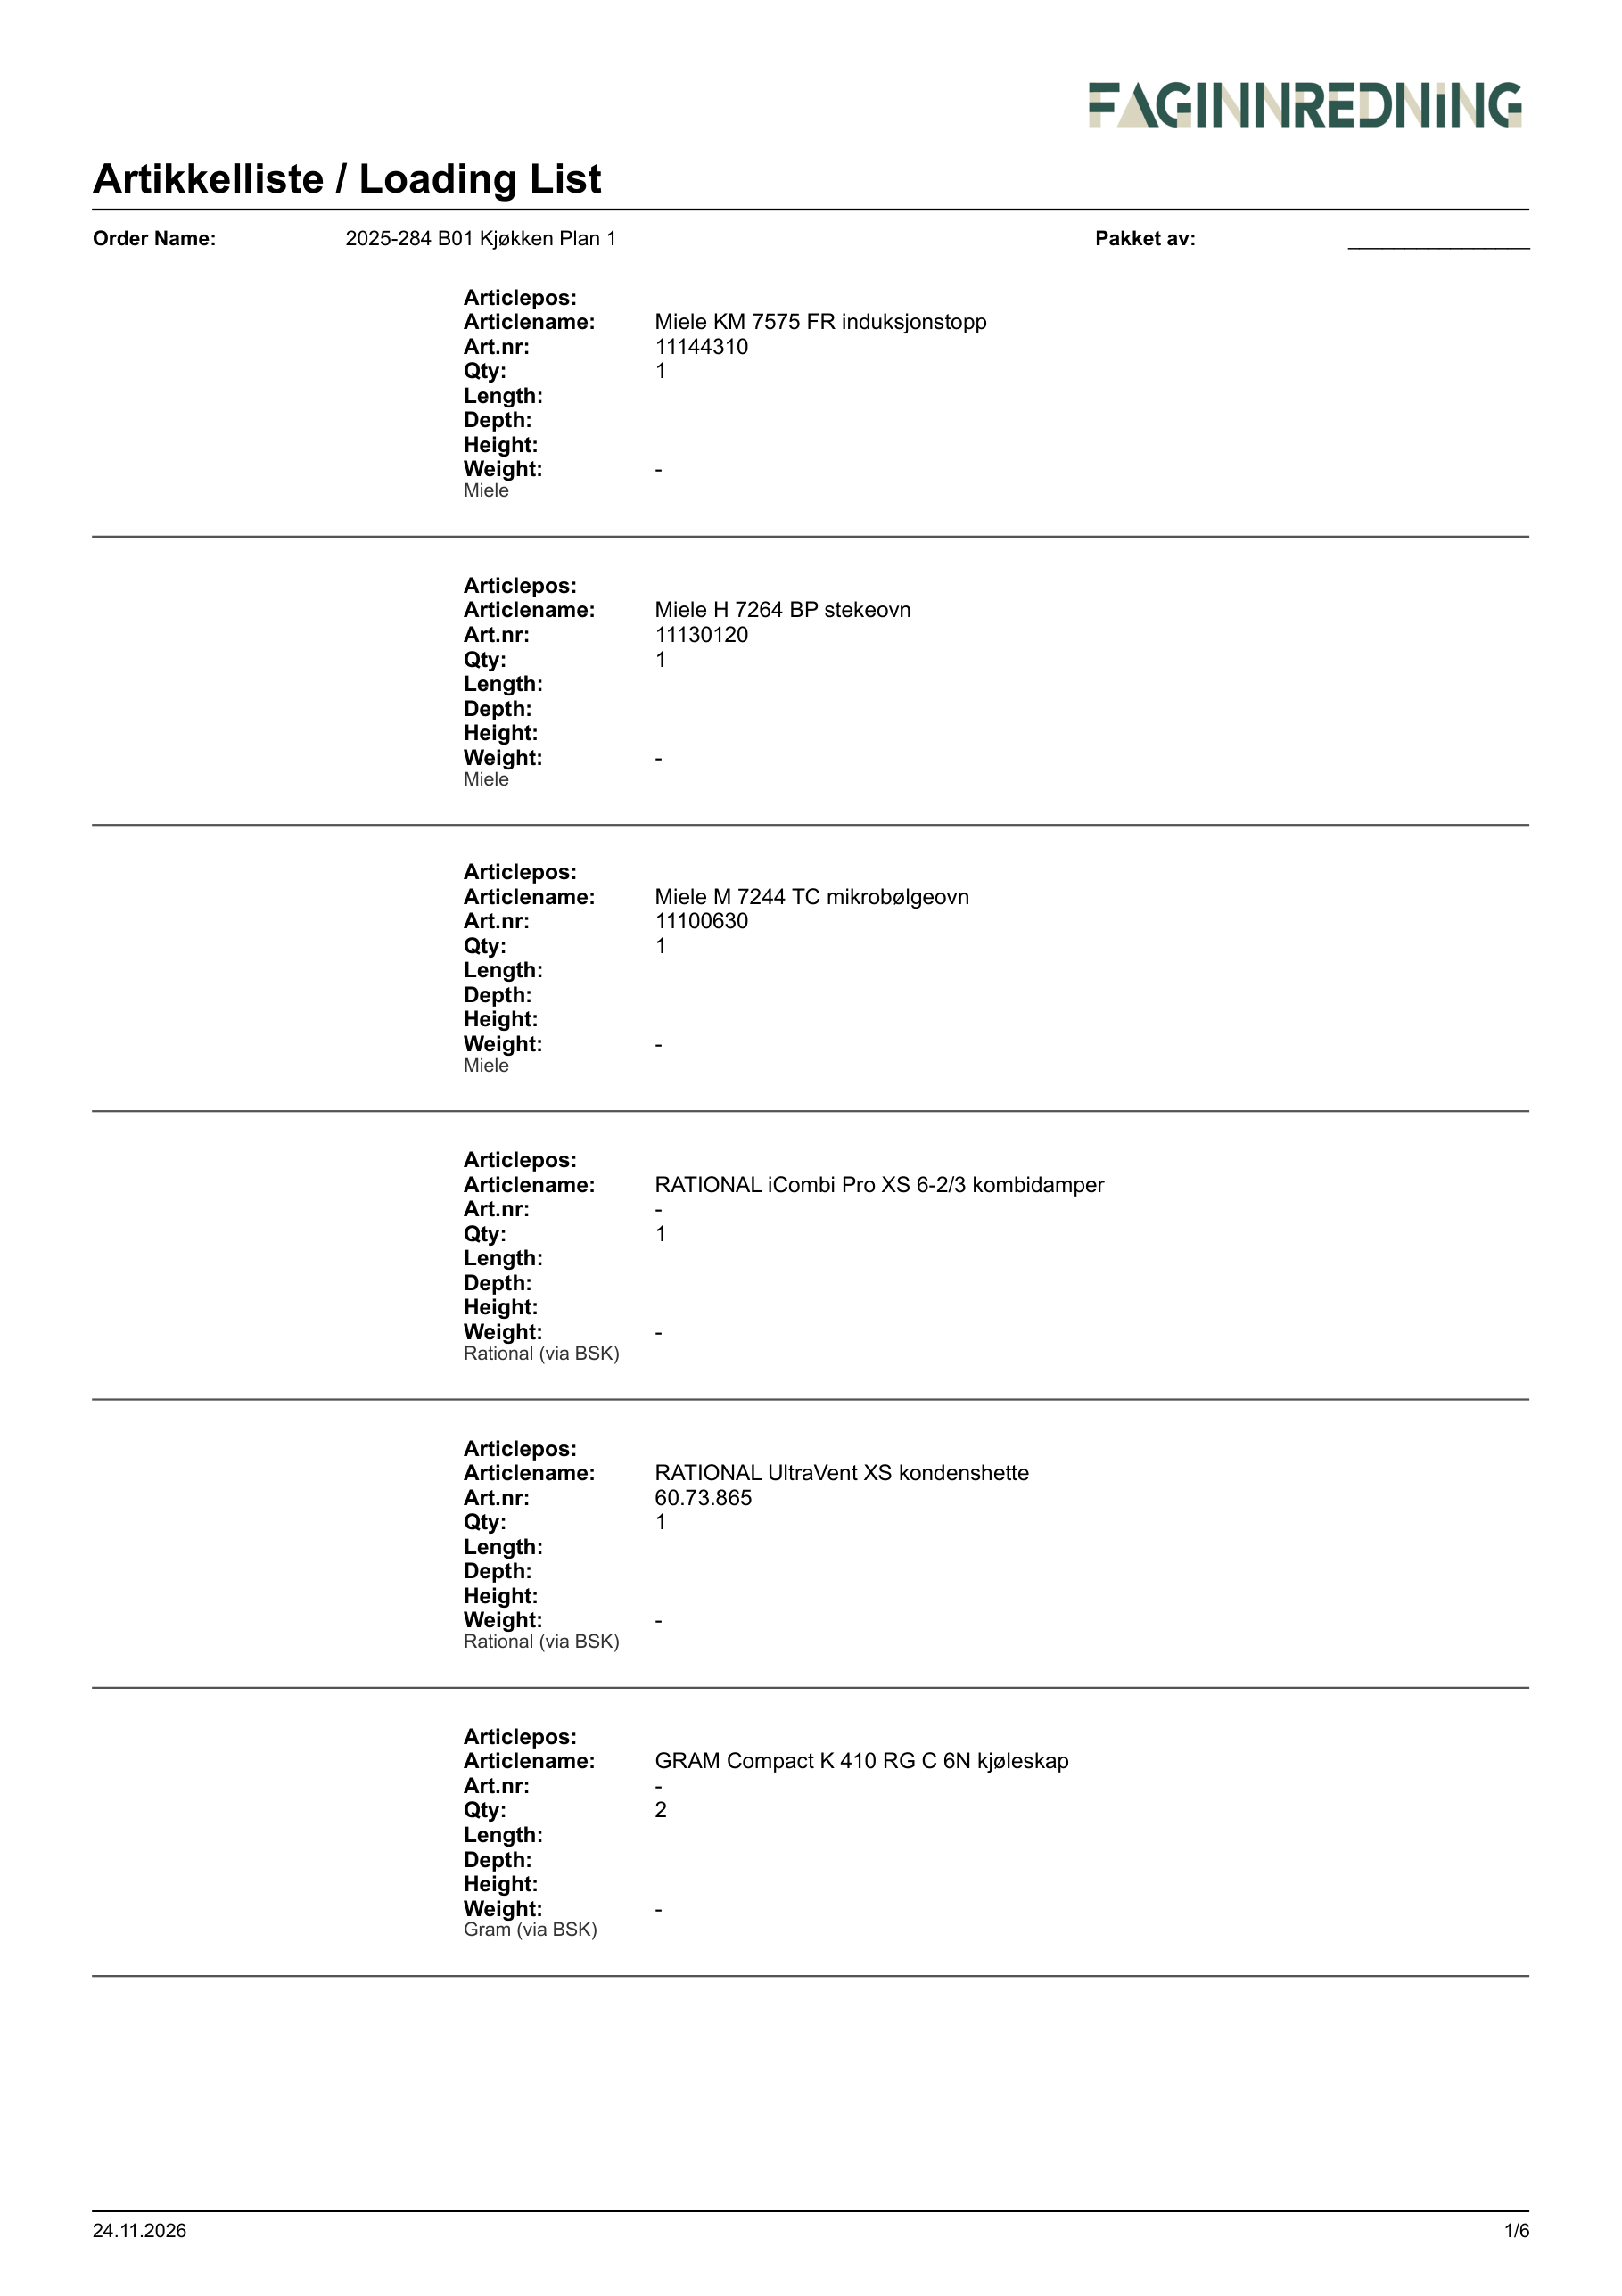 FAGINNREDNING
Artikkelliste / Loading List
Order Name: 2025-284 B01 Kjøkken Plan 1 Pakket av: ________________
Articlepos:
Articlename: Miele KM 7575 FR induksjonstopp
Art.nr: 11144310
Qty: 1
Length:
Depth:
Height:
Weight: -
Miele
Articlepos:
Articlename: Miele H 7264 BP stekeovn
Art.nr: 11130120
Qty: 1
Length:
Depth:
Height:
Weight: -
Miele
Articlepos:
Articlename: Miele M 7244 TC mikrobølgeovn
Art.nr: 11100630
Qty: 1
Length:
Depth:
Height:
Weight: -
Miele
Articlepos:
Articlename: RATIONAL iCombi Pro XS 6-2/3 kombidamper
Art.nr: -
Qty: 1
Length:
Depth:
Height:
Weight: -
Rational (via BSK)
Articlepos:
Articlename: RATIONAL UltraVent XS kondenshette
Art.nr: 60.73.865
Qty: 1
Length:
Depth:
Height:
Weight: -
Rational (via BSK)
Articlepos:
Articlename: GRAM Compact K 410 RG C 6N kjøleskap
Art.nr: -
Qty: 2
Length:
Depth:
Height:
Weight: -
Gram (via BSK)
24.11.2026 1/6